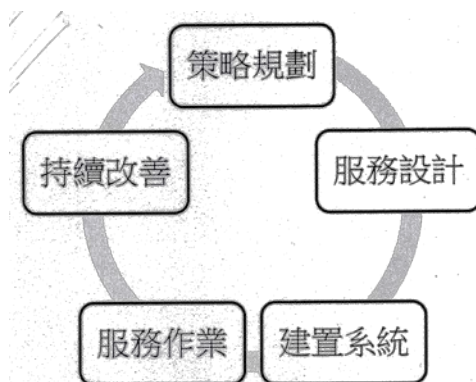 策略規劃
服務設計
建置系統
服務作業
持續改善